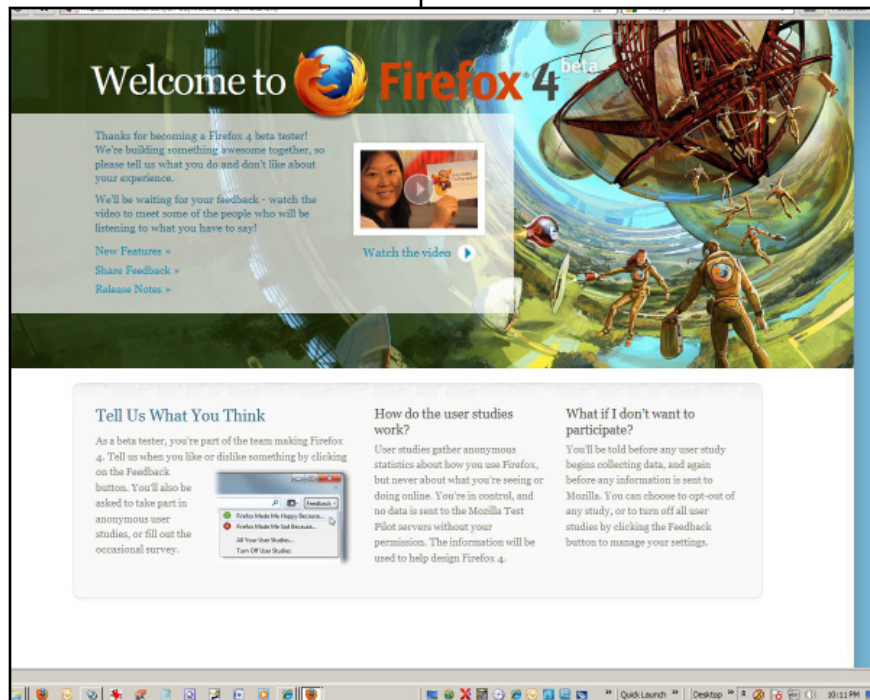 Welcome to Firefox 4 beta
Thanks for becoming a Firefox 4 beta tester!
We're building something awesome together, so
please tell us what you do and don't like about
your experience.
We'll be waiting for your feedback - watch the
video to meet some of the people who will be
listening to what you have to say!
New Features »
Share Feedback »
Release Notes »
Watch the video
Tell Us What You Think
As a beta tester, you're part of the team making Firefox
4. Tell us when you like or dislike something by clicking
on the Feedback
button. You'll also be
asked to take part in
anonymous user
studies, or fill out the
occasional survey.
Feedback
Firefox Made Me Happy Because...
Firefox Made Me Sad Because...
All Your User Studies...
Turn Off User Studies
How do the user studies
work?
User studies gather anonymous
statistics about how you use Firefox,
but never about what you're seeing or
doing online. You're in control, and
no data is sent to the Mozilla Test
Pilot servers without your
permission. The information will be
used to help design Firefox 4.
What if I don't want to
participate?
You'll be told before any user study
begins collecting data, and again
before any information is sent to
Mozilla. You can choose to opt-out of
any study, or to turn off all user
studies by clicking the Feedback
button to manage your settings.
» Quick Launch » Desktop » 10:11 PM